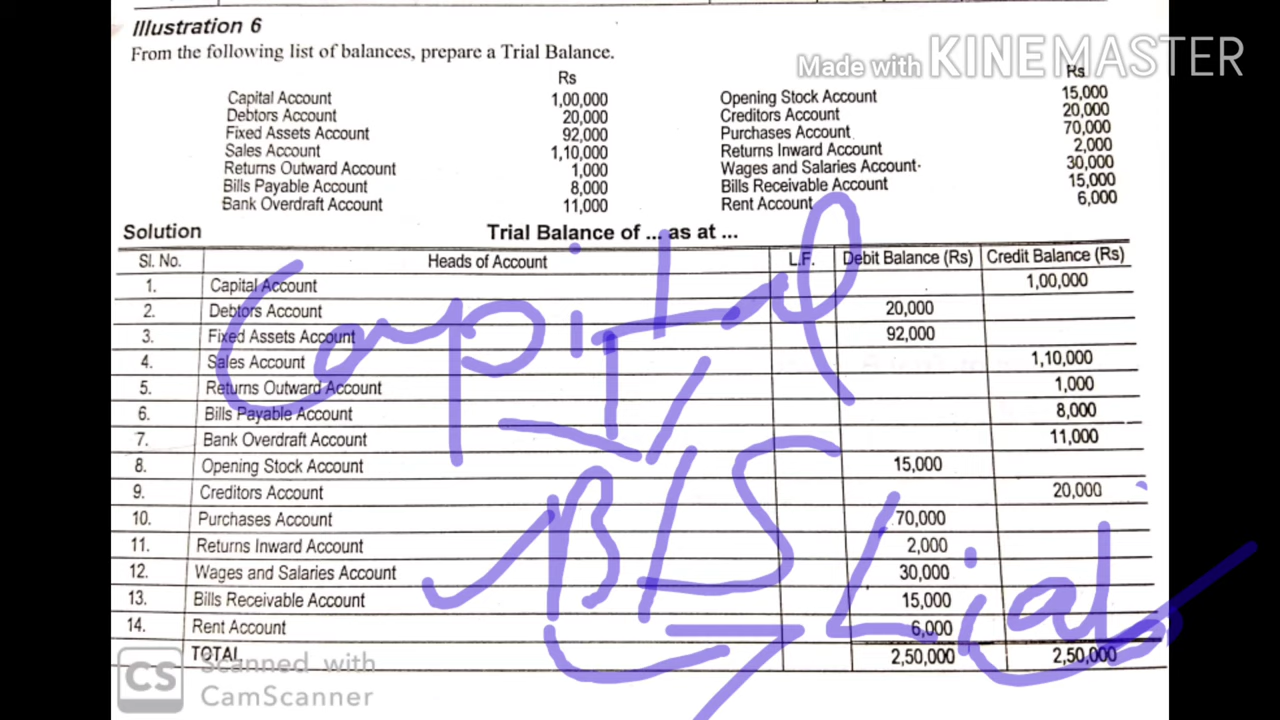 Illustration 6
Made with KINEMASTER
From the following list of balances, prepare a Trial Balance.
Rs Rs
Capital Account 1,00,000 Opening Stock Account 15,000
Debtors Account 20,000 Creditors Account 20,000
Fixed Assets Account 92,000 Purchases Account 70,000
Sales Account 1,10,000 Returns Inward Account 2,000
Returns Outward Account 1,000 Wages and Salaries Account 30,000
Bills Payable Account 8,000 Bills Receivable Account 15,000
Bank Overdraft Account 11,000 Rent Account 6,000
Solution Trial Balance of ... as at ...
Sl. No. Heads of Account L.F. Debit Balance (Rs) Credit Balance (Rs)
1. Capital Account 1,00,000
2. Debtors Account 20,000
3. Fixed Assets Account 92,000
4. Sales Account 1,10,000
5. Returns Outward Account 1,000
6. Bills Payable Account 8,000
7. Bank Overdraft Account 11,000
8. Opening Stock Account 15,000
9. Creditors Account 20,000
10. Purchases Account 70,000
11. Returns Inward Account 2,000
12. Wages and Salaries Account 30,000
13. Bills Receivable Account 15,000
14. Rent Account 6,000
TOTAL 2,50,000 2,50,000
CS Scanned with
CamScanner
Capital
B/S
Liab